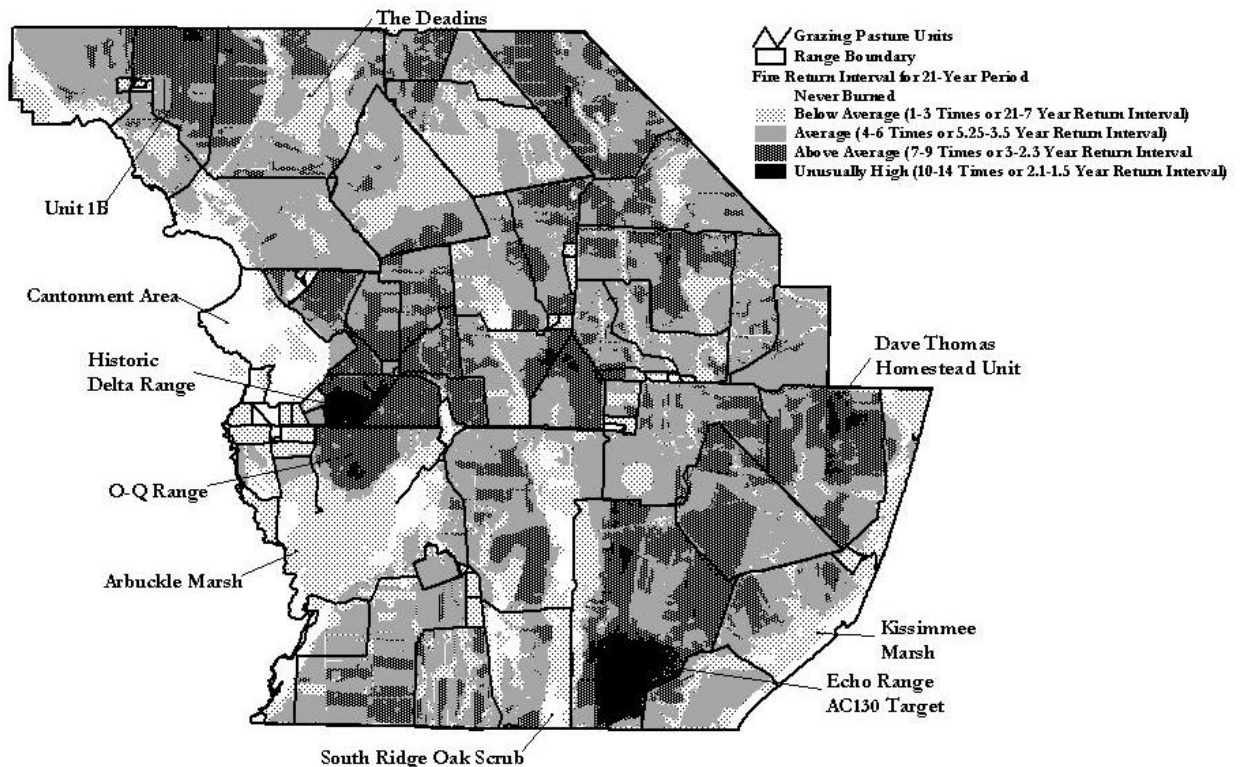 The Deadins
Grazing Pasture Units
Range Boundary
Fire Return Interval for 21-Year Period
Never Burned
Below Average (1-3 Times or 21-7 Year Return Interval)
Average (4-6 Times or 5.25-3.5 Year Return Interval)
Above Average (7-9 Times or 3-2.3 Year Return Interval
Unusually High (10-14 Times or 2.1-1.5 Year Return Interval)
Unit 1B
Cantonment Area
Historic
Delta Range
Dave Thomas
Homestead Unit
O-Q Range
Arbuckle Marsh
Kissimmee
Marsh
Echo Range
AC130 Target
South Ridge Oak Scrub